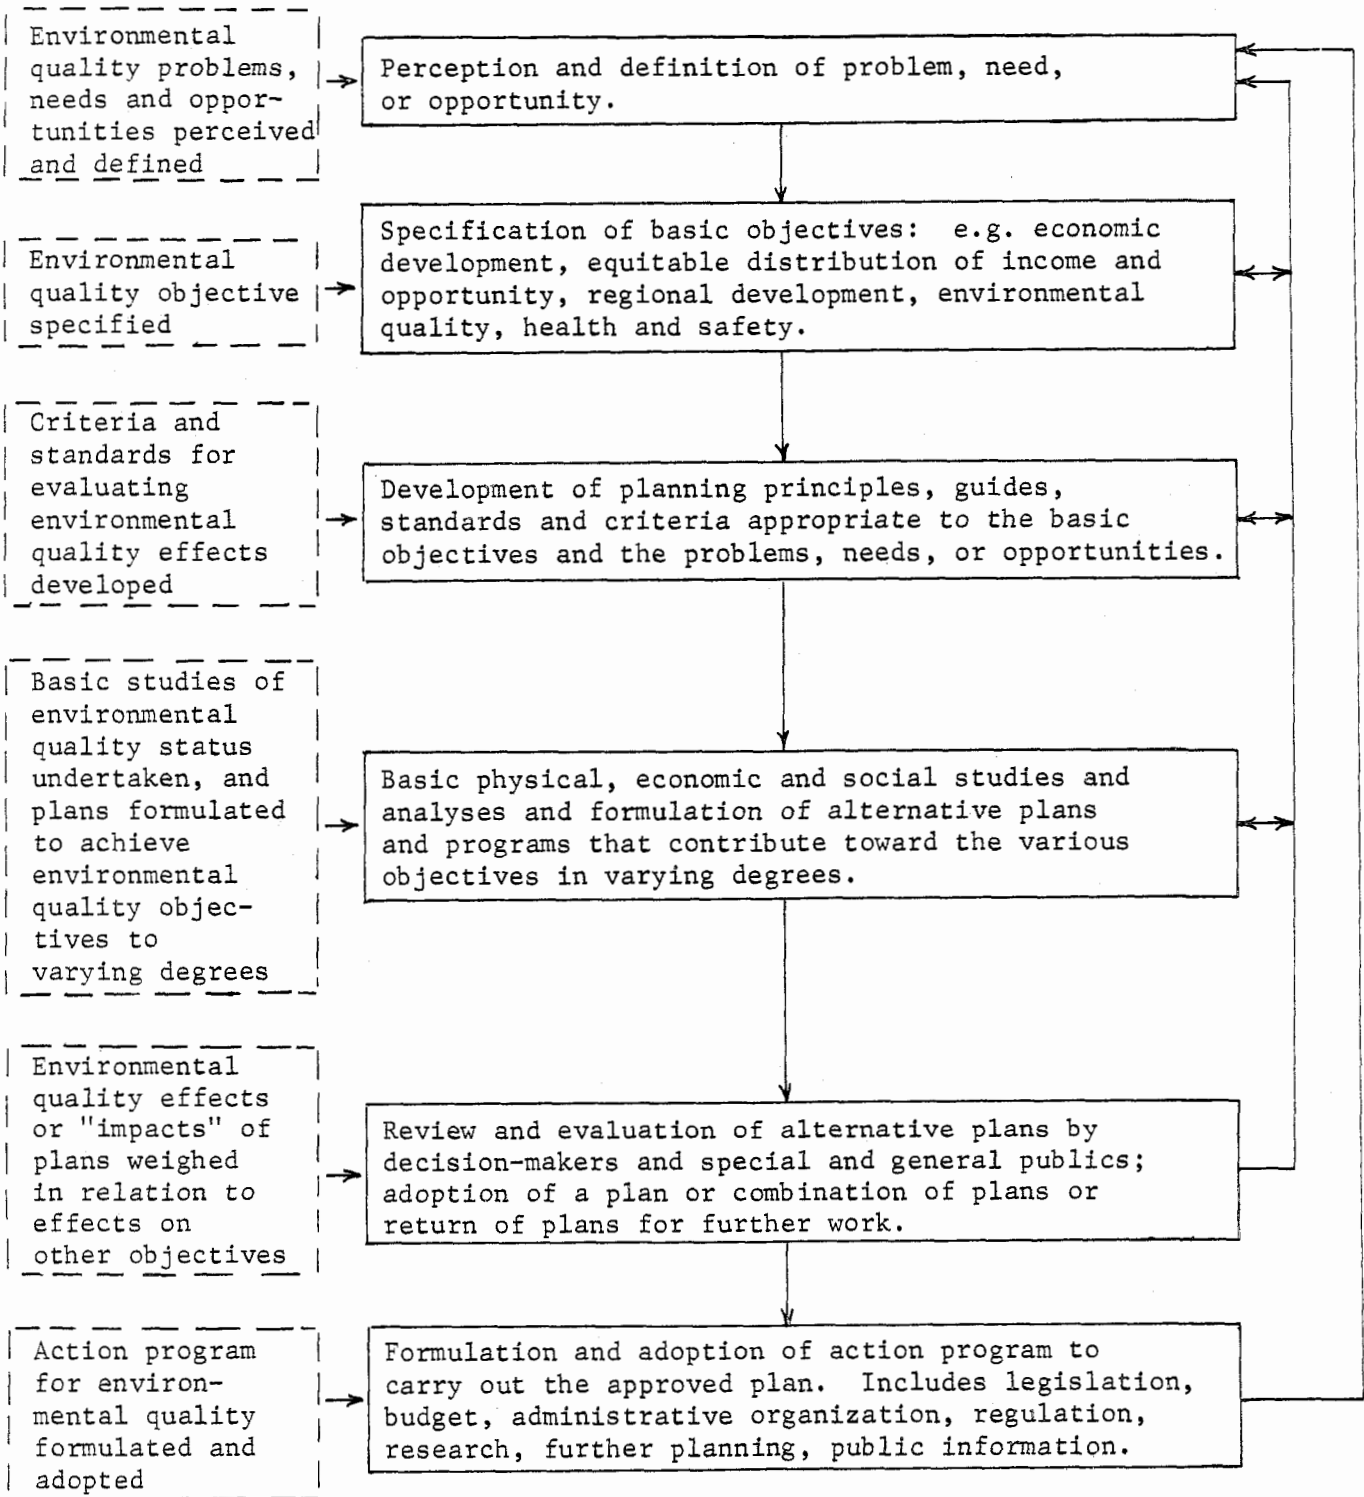 Environmental
quality problems,
needs and oppor-
tunities perceived
and defined
Perception and definition of problem, need,
or opportunity.
Environmental
quality objective
specified
Specification of basic objectives: e.g. economic
development, equitable distribution of income and
opportunity, regional development, environmental
quality, health and safety.
Criteria and
standards for
evaluating
environmental
quality effects
developed
Development of planning principles, guides,
standards and criteria appropriate to the basic
objectives and the problems, needs, or opportunities.
Basic studies of
environmental
quality status
undertaken, and
plans formulated
to achieve
environmental
quality objec-
tives to
varying degrees
Basic physical, economic and social studies and
analyses and formulation of alternative plans
and programs that contribute toward the various
objectives in varying degrees.
Environmental
quality effects
or "impacts" of
plans weighed
in relation to
effects on
other objectives
Review and evaluation of alternative plans by
decision-makers and special and general publics;
adoption of a plan or combination of plans or
return of plans for further work.
Action program
for environ-
mental quality
formulated and
adopted
Formulation and adoption of action program to
carry out the approved plan. Includes legislation,
budget, administrative organization, regulation,
research, further planning, public information.